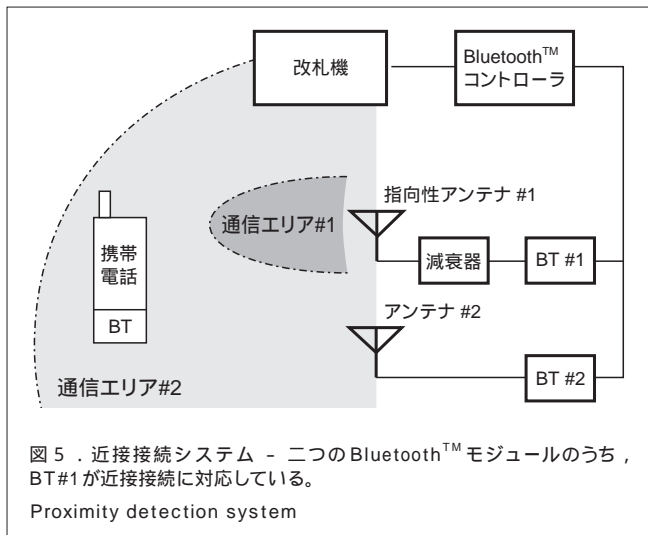 改札機
Bluetooth™
コントローラ
指向性アンテナ #1
通信エリア#1
携帯
電話
減衰器
BT #1
アンテナ #2
BT
BT #2
通信エリア#2
図5．近接接続システム − 二つのBluetooth™モジュールのうち，
BT#1が近接接続に対応している。
Proximity detection system